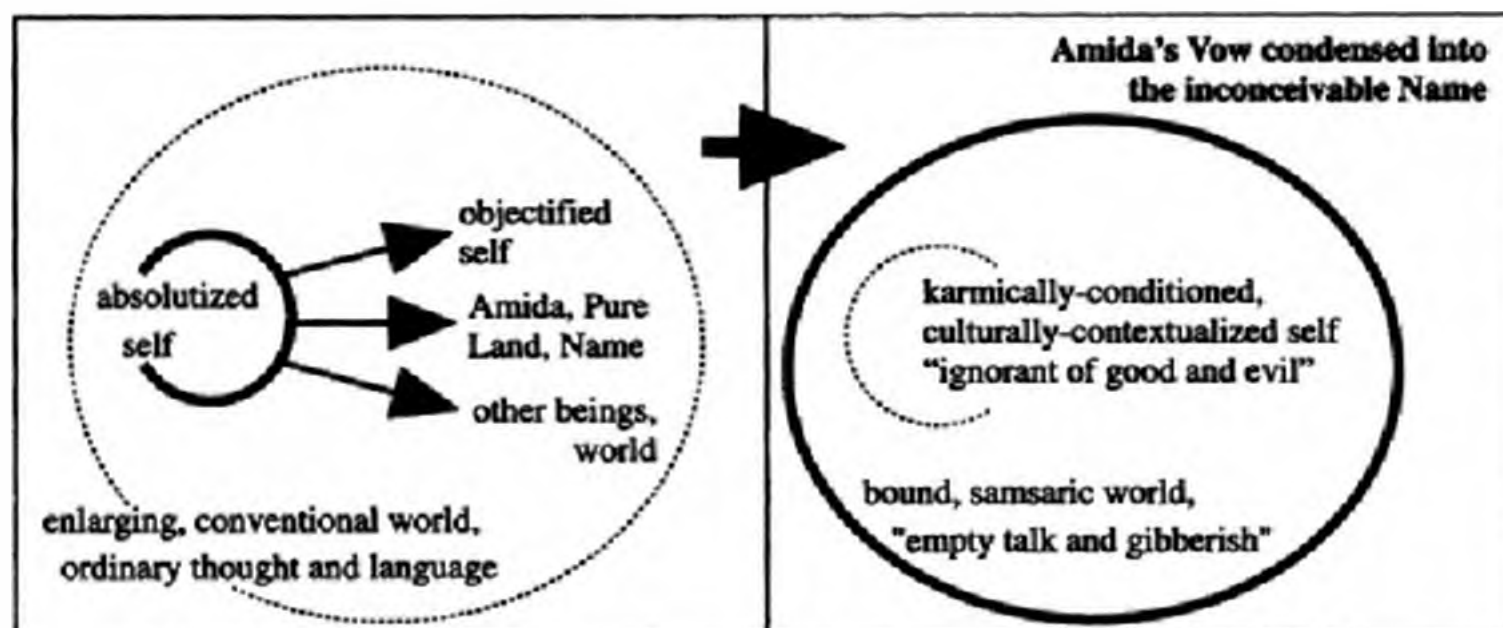 absolutized
self
objectified
self
Amida, Pure
Land, Name
other beings,
world
enlarging, conventional world,
ordinary thought and language
Amida's Vow condensed into
the inconceivable Name
karmically-conditioned,
culturally-contextualized self
“ignorant of good and evil”
bound, samsaric world,
"empty talk and gibberish"